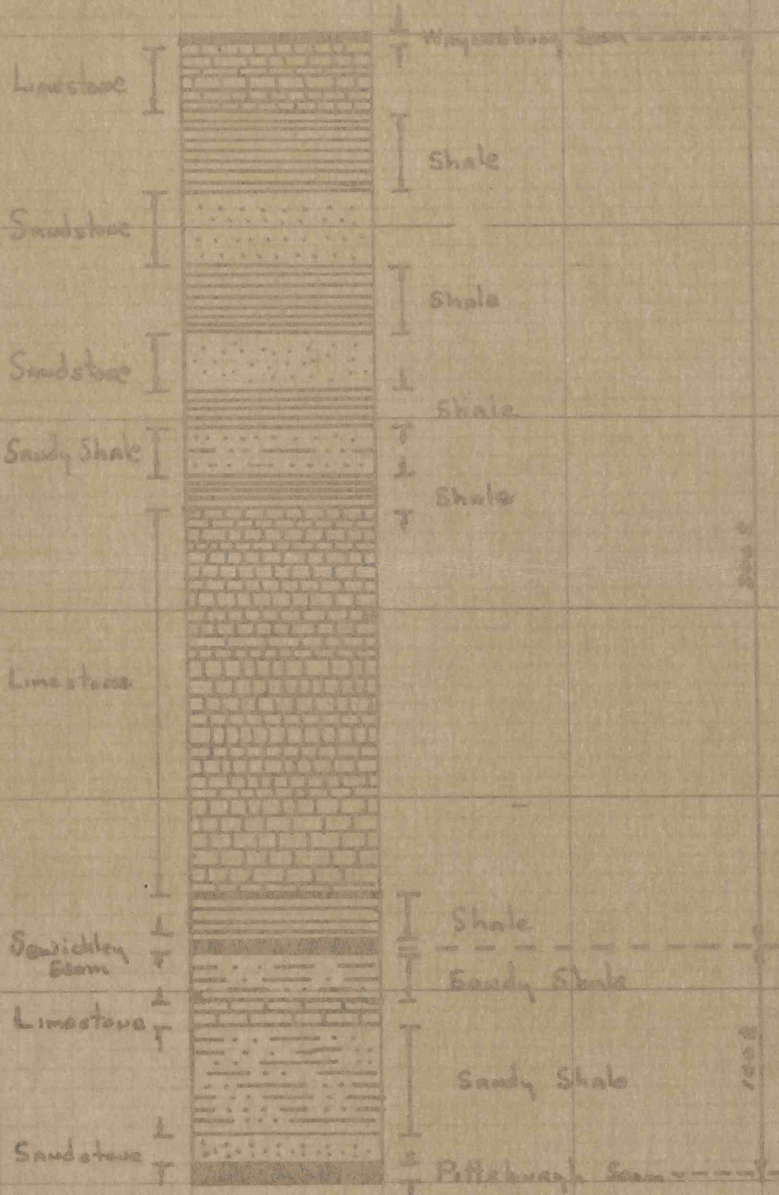 Waynesburg Seam
Limestone
Shale
Sandstone
Shale
Sandstone
Shale
Sandy Shale
Shale
Limestone
Shale
Sewickley
Seam
Sandy Shale
Limestone
Sandy Shale
Sandstone
Pittsburgh Seam